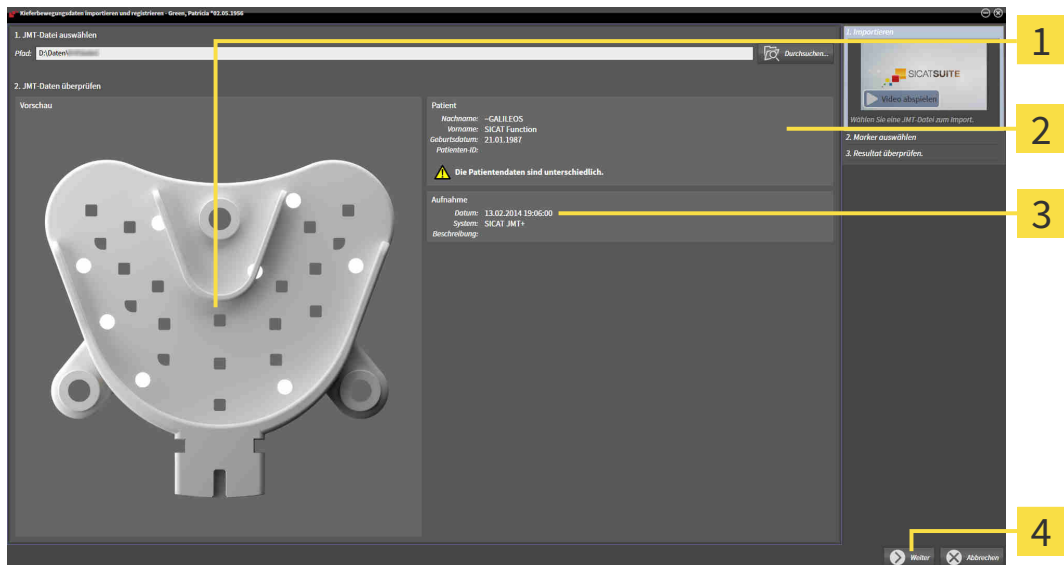 Kieferbewegungsdaten importieren und registrieren - Green, Patricia *02.05.1956
1. JMT-Datei auswählen
Pfad: D:\Daten\
Durchsuchen...
2. JMT-Daten überprüfen
Vorschau
Patient
Nachname: ~GALILEOS
Vorname: SICAT Function
Geburtsdatum: 21.01.1987
Patienten-ID:
Die Patientendaten sind unterschiedlich.
Aufnahme
Datum: 13.02.2014 19:06:00
System: SICAT JMT+
Beschreibung:
1. Importieren
SICATSUITE
Video abspielen
Wählen Sie eine JMT-Datei zum Import.
2. Marker auswählen
3. Resultat überprüfen.
Weiter
Abbrechen
1
2
3
4